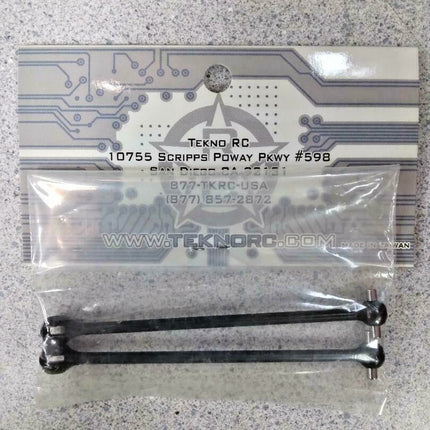 Tekno RC
10755 Scripps Poway Pkwy #598
San Diego CA 92131
877-TKRC-USA
(877) 857-2872
www.TEKNORC.com
MADE IN TAIWAN